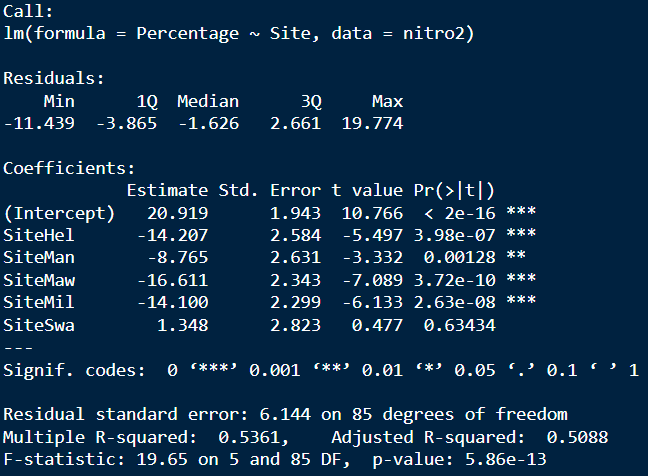 Call:
lm(formula = Percentage ~ Site, data = nitro2)

Residuals:
    Min      1Q  Median      3Q     Max
-11.439  -3.865  -1.626   2.661  19.774

Coefficients:
            Estimate Std. Error t value Pr(>|t|)
(Intercept)   20.919      1.943  10.766  < 2e-16 ***
SiteHel      -14.207      2.584  -5.497 3.98e-07 ***
SiteMan       -8.765      2.631  -3.332  0.00128 **
SiteMaw      -16.611      2.343  -7.089 3.72e-10 ***
SiteMil      -14.100      2.299  -6.133 2.63e-08 ***
SiteSwa        1.348      2.823   0.477  0.63434
---
Signif. codes:  0 ‘***’ 0.001 ‘**’ 0.01 ‘*’ 0.05 ‘.’ 0.1 ‘ ’ 1

Residual standard error: 6.144 on 85 degrees of freedom
Multiple R-squared:  0.5361,    Adjusted R-squared:  0.5088
F-statistic: 19.65 on 5 and 85 DF,  p-value: 5.86e-13